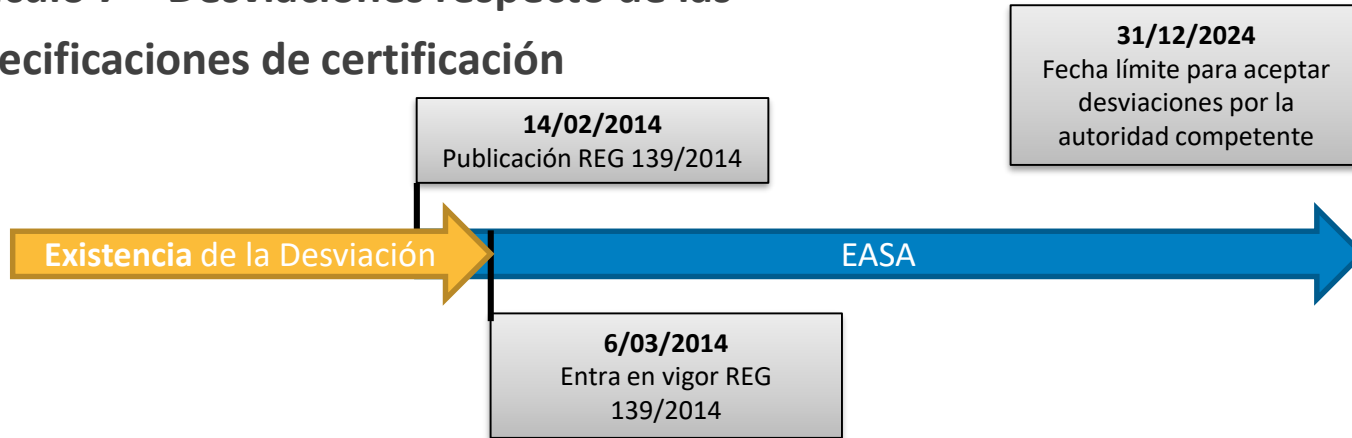 Desviaciones respecto de las
ecificaciones de certificación
31/12/2024
Fecha límite para aceptar
desviaciones por la
autoridad competente
14/02/2014
Publicación REG 139/2014
Existencia de la Desviación
EASA
6/03/2014
Entra en vigor REG
139/2014